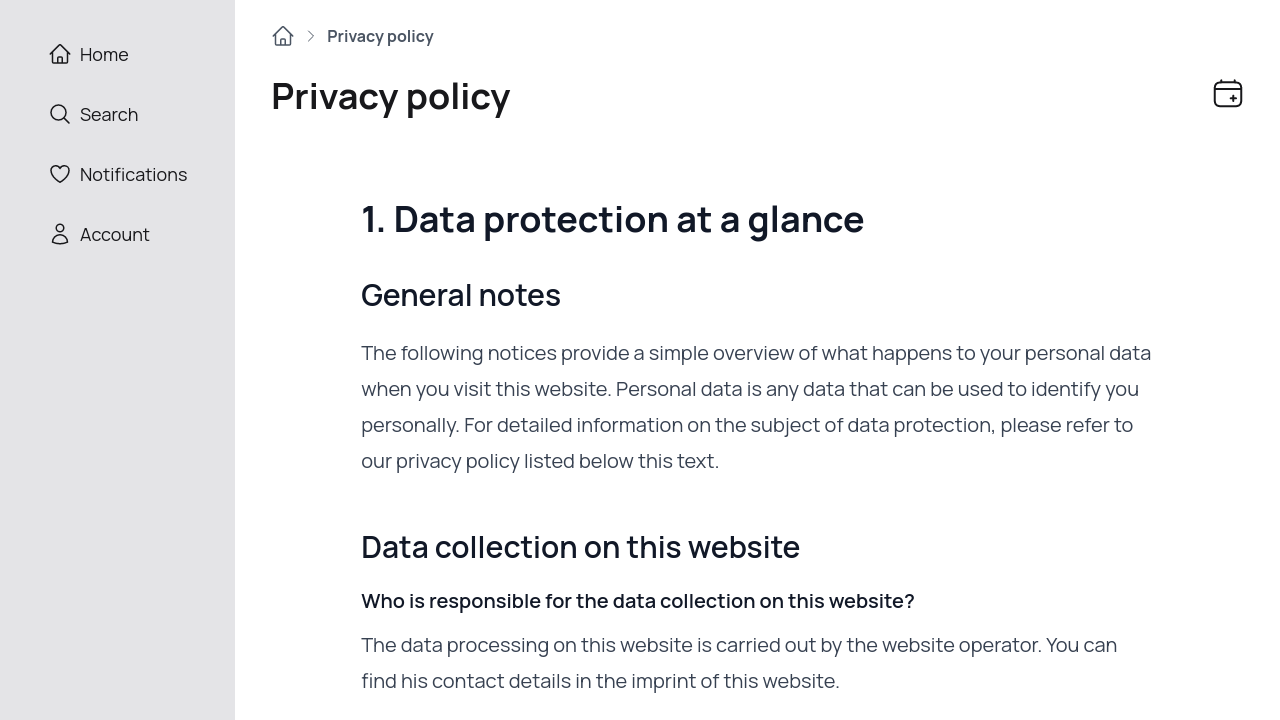 Home
Search
Notifications
Account
Privacy policy
Privacy policy
1. Data protection at a glance
General notes
The following notices provide a simple overview of what happens to your personal data
when you visit this website. Personal data is any data that can be used to identify you
personally. For detailed information on the subject of data protection, please refer to
our privacy policy listed below this text.
Data collection on this website
Who is responsible for the data collection on this website?
The data processing on this website is carried out by the website operator. You can
find his contact details in the imprint of this website.